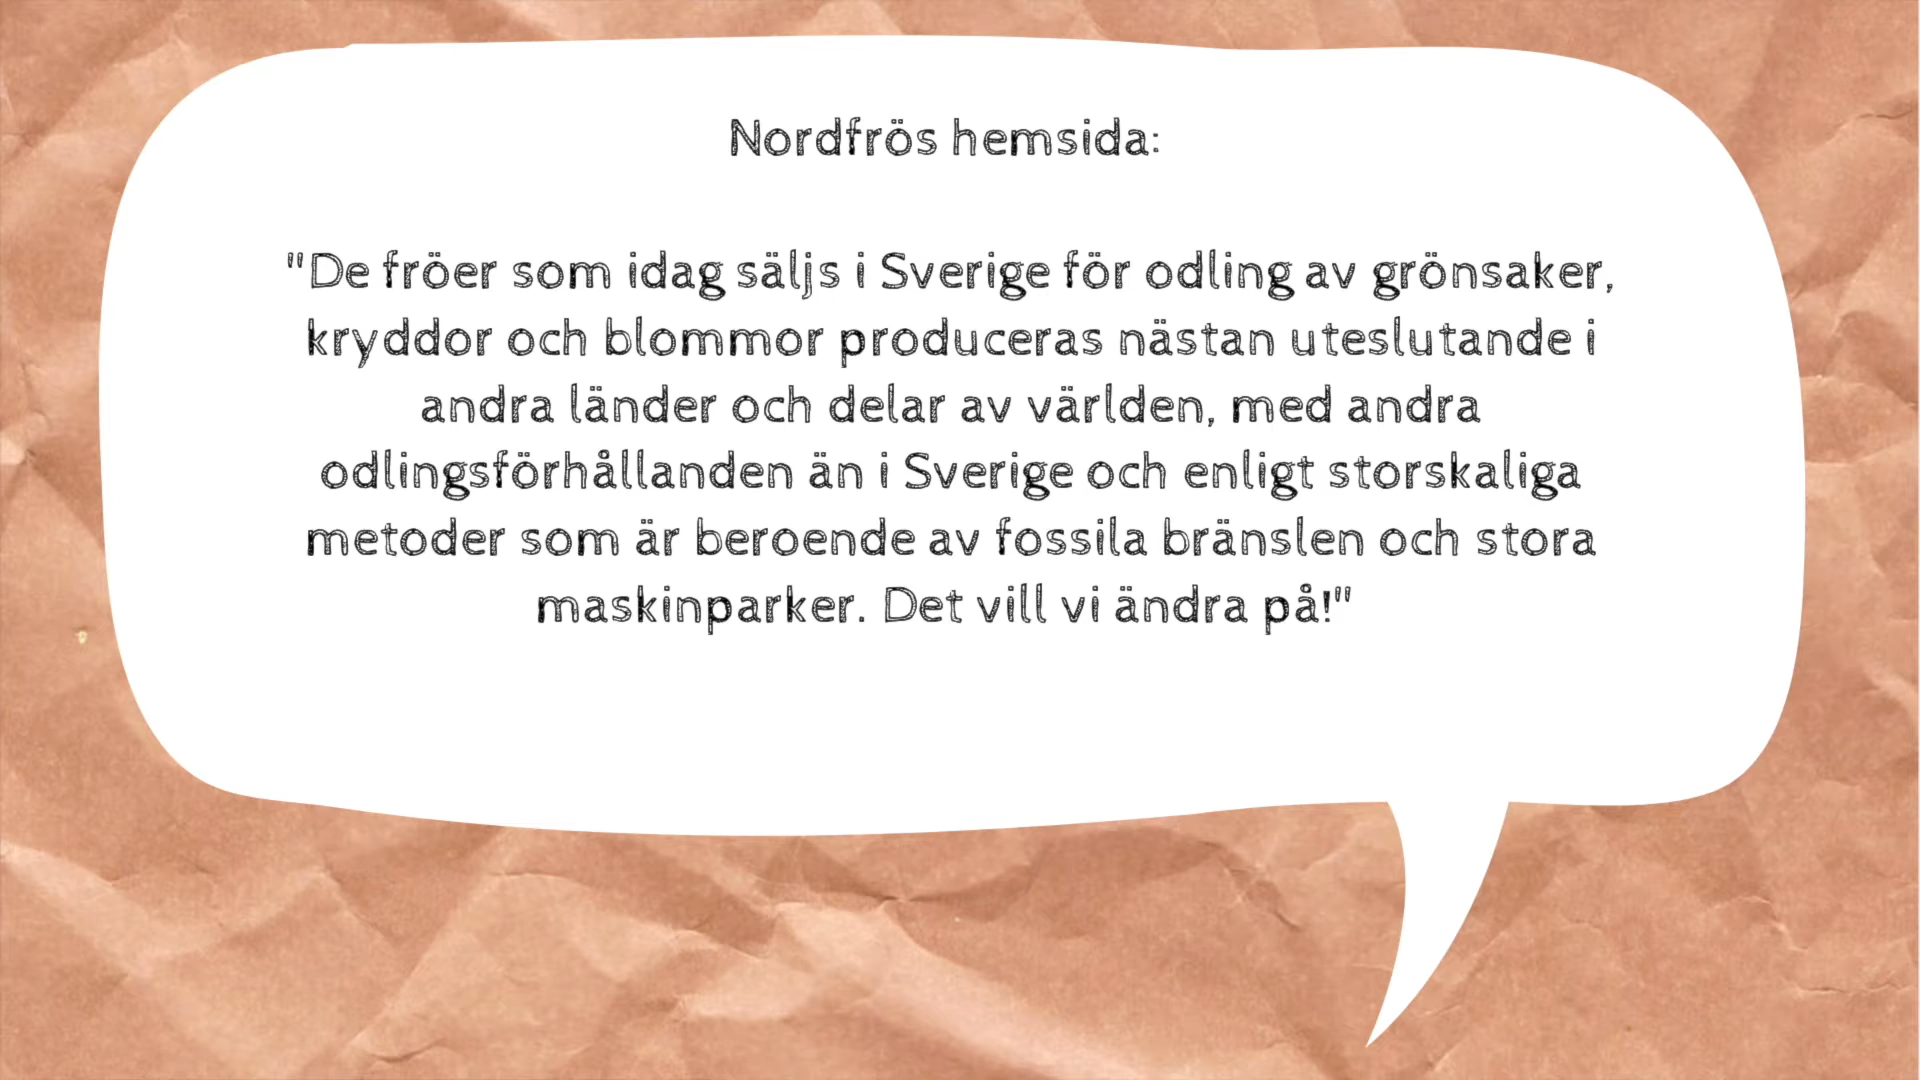 Nordfrös hemsida:
"De fröer som idag säljs i Sverige för odling av grönsaker,
kryddor och blommor produceras nästan uteslutande i
andra länder och delar av världen, med andra
odlingsförhållanden än i Sverige och enligt storskaliga
metoder som är beroende av fossila bränslen och stora
maskinparker. Det vill vi ändra på!"